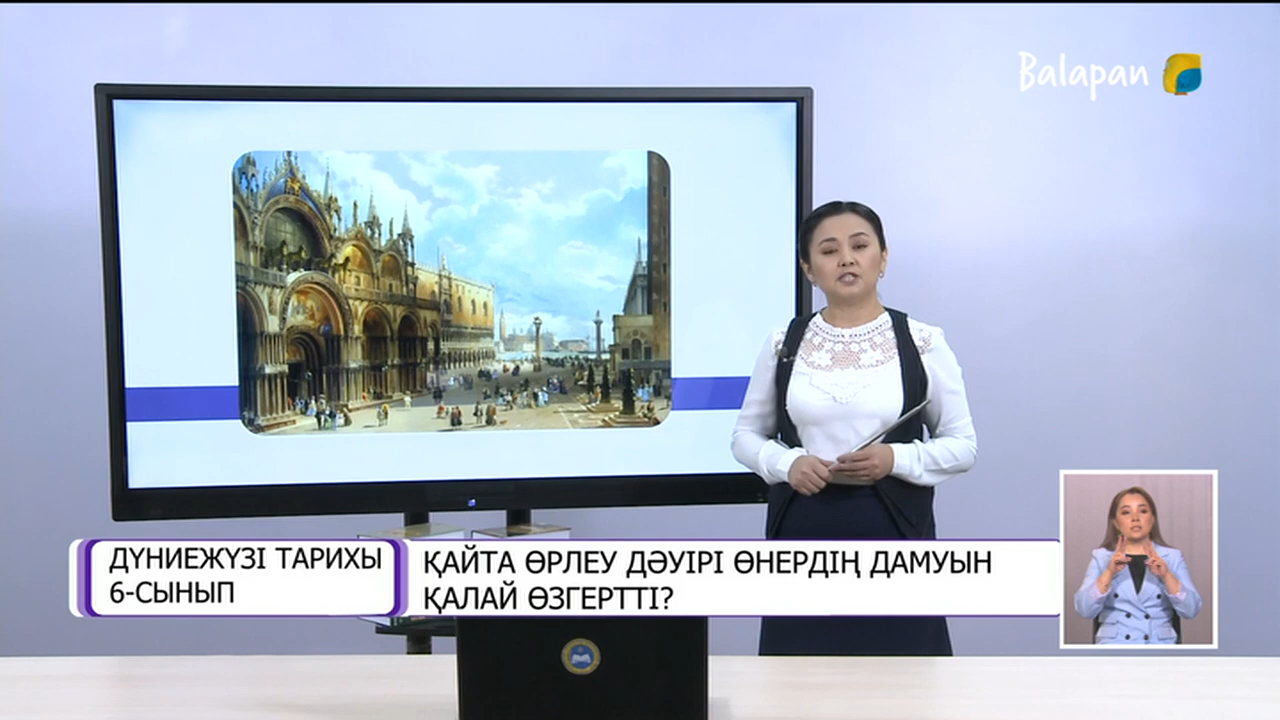 Balapan
ДҮНИЕЖҮЗІ ТАРИХЫ
6-СЫНЫП
ҚАЙТА ӨРЛЕУ ДӘУІРІ ӨНЕРДІҢ ДАМУЫН
ҚАЛАЙ ӨЗГЕРТТІ?